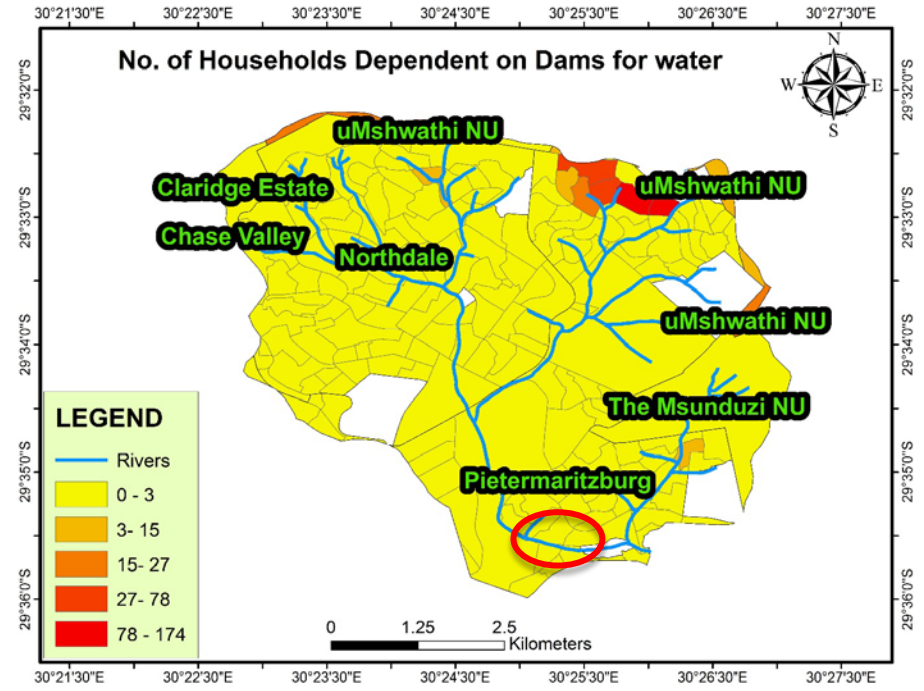 30°21'30"E 30°22'30"E 30°23'30"E 30°24'30"E 30°25'30"E 30°26'30"E 30°27'30"E
No. of Households Dependent on Dams for water
N
W E
S
29°32'0"S 29°32'0"S
uMshwathi NU
Claridge Estate
uMshwathi NU
29°33'0"S 29°33'0"S
Chase Valley
Northdale
uMshwathi NU
29°34'0"S 29°34'0"S
The Msunduzi NU
LEGEND
Rivers
0 - 3
3- 15
15- 27
27- 78
78 - 174
29°35'0"S 29°35'0"S
Pietermaritzburg
29°36'0"S 29°36'0"S
0 1.25 2.5
Kilometers
30°21'30"E 30°22'30"E 30°23'30"E 30°24'30"E 30°25'30"E 30°26'30"E 30°27'30"E